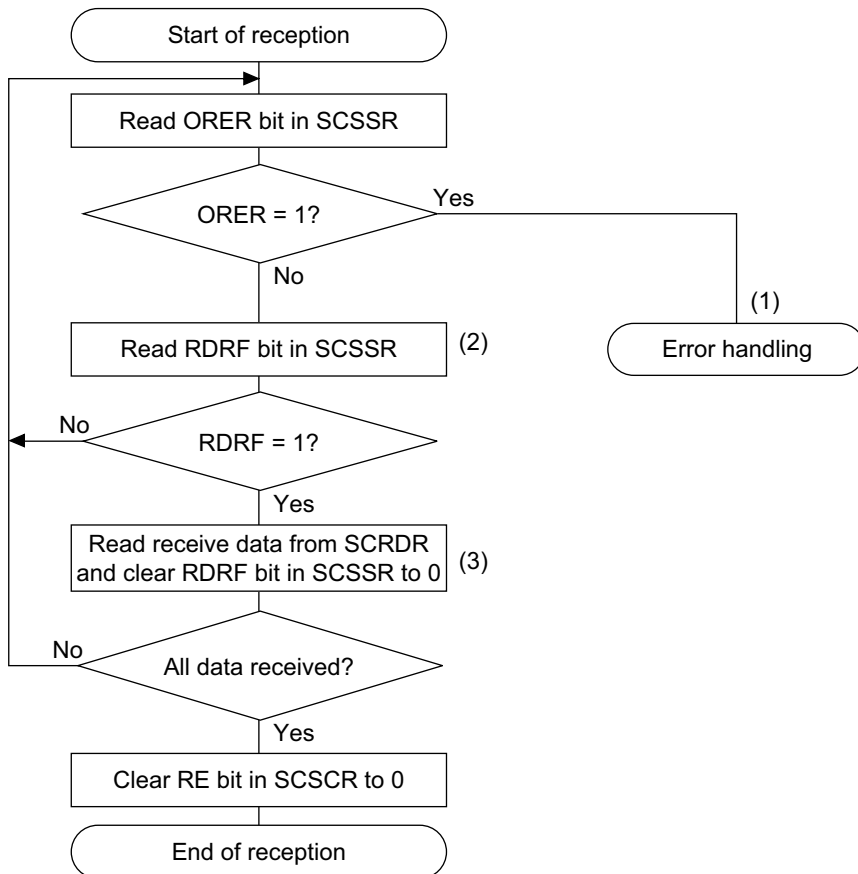 Start of reception
Read ORER bit in SCSSR
Yes
ORER = 1?
No
(1)
Read RDRF bit in SCSSR
(2)
Error handling
No
RDRF = 1?
Yes
Read receive data from SCRDR
and clear RDRF bit in SCSSR to 0
(3)
No
All data received?
Yes
Clear RE bit in SCSCR to 0
End of reception